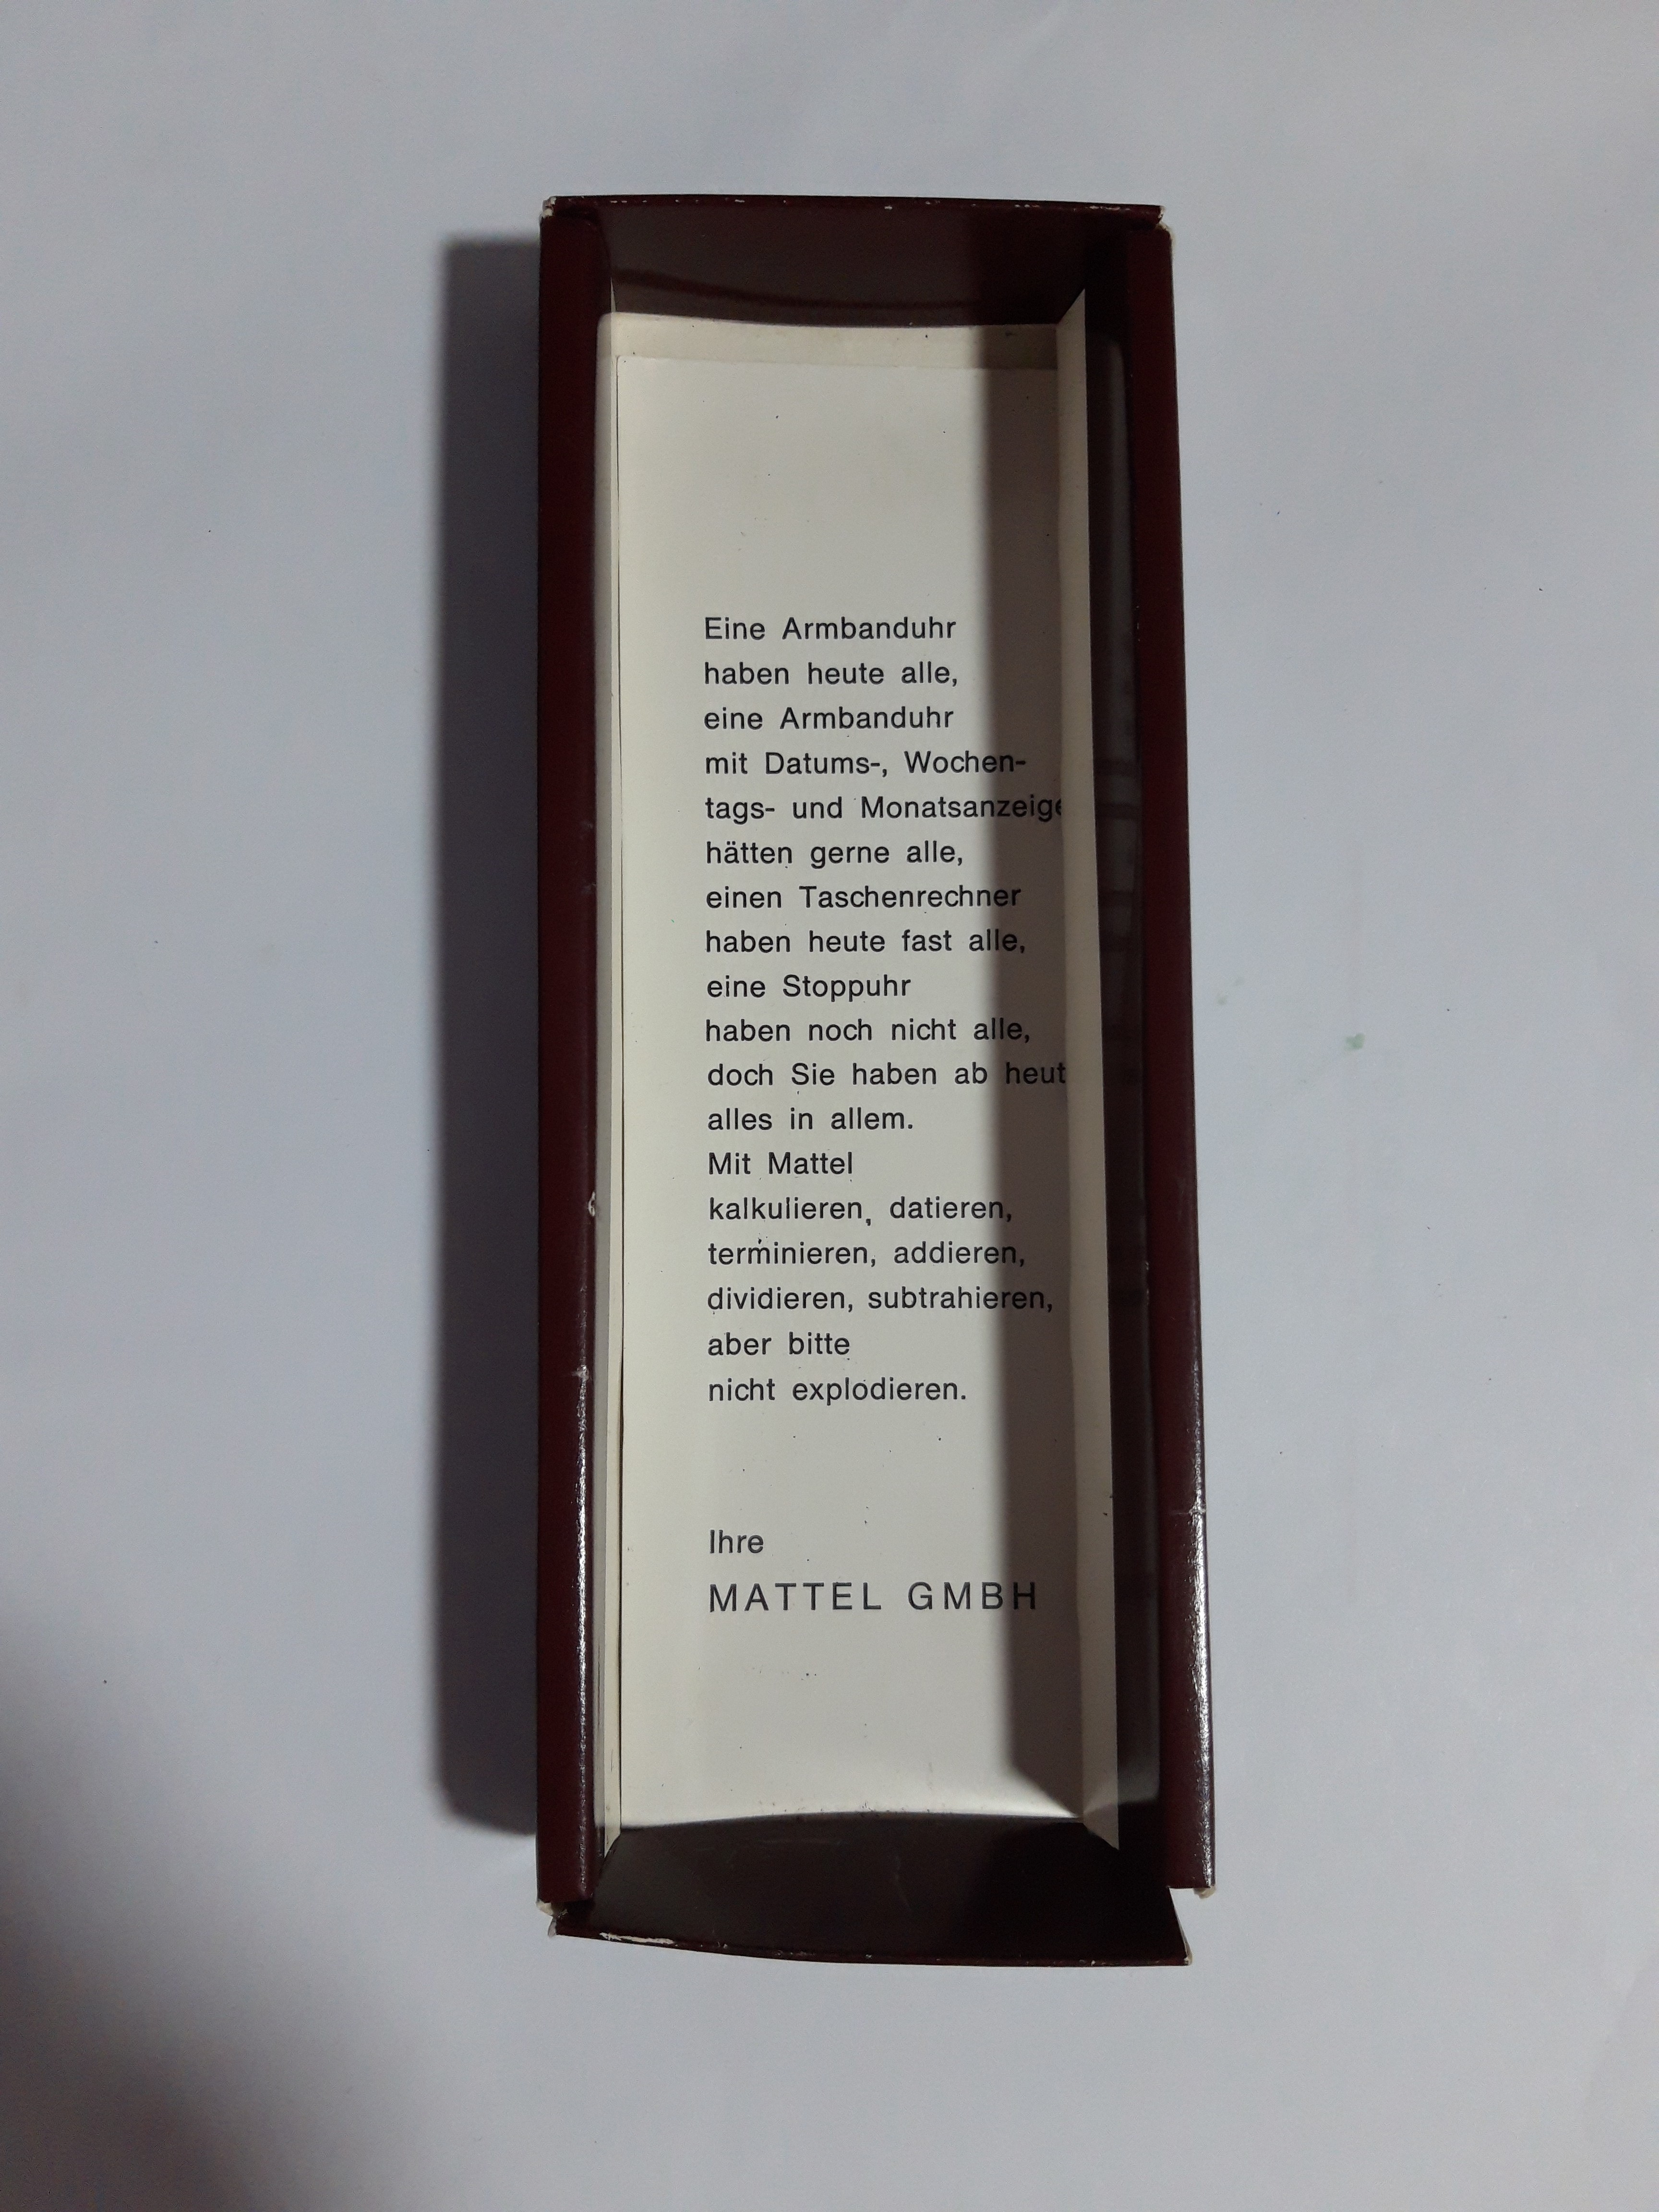 Eine Armbanduhr
haben heute alle,
eine Armbanduhr
mit Datums-, Wochen-
tags- und Monatsanzeige
hätten gerne alle,
einen Taschenrechner
haben heute fast alle,
eine Stoppuhr
haben noch nicht alle,
doch Sie haben ab heut
alles in allem.
Mit Mattel
kalkulieren, datieren,
terminieren, addieren,
dividieren, subtrahieren,
aber bitte
nicht explodieren.
Ihre
MATTEL GMBH